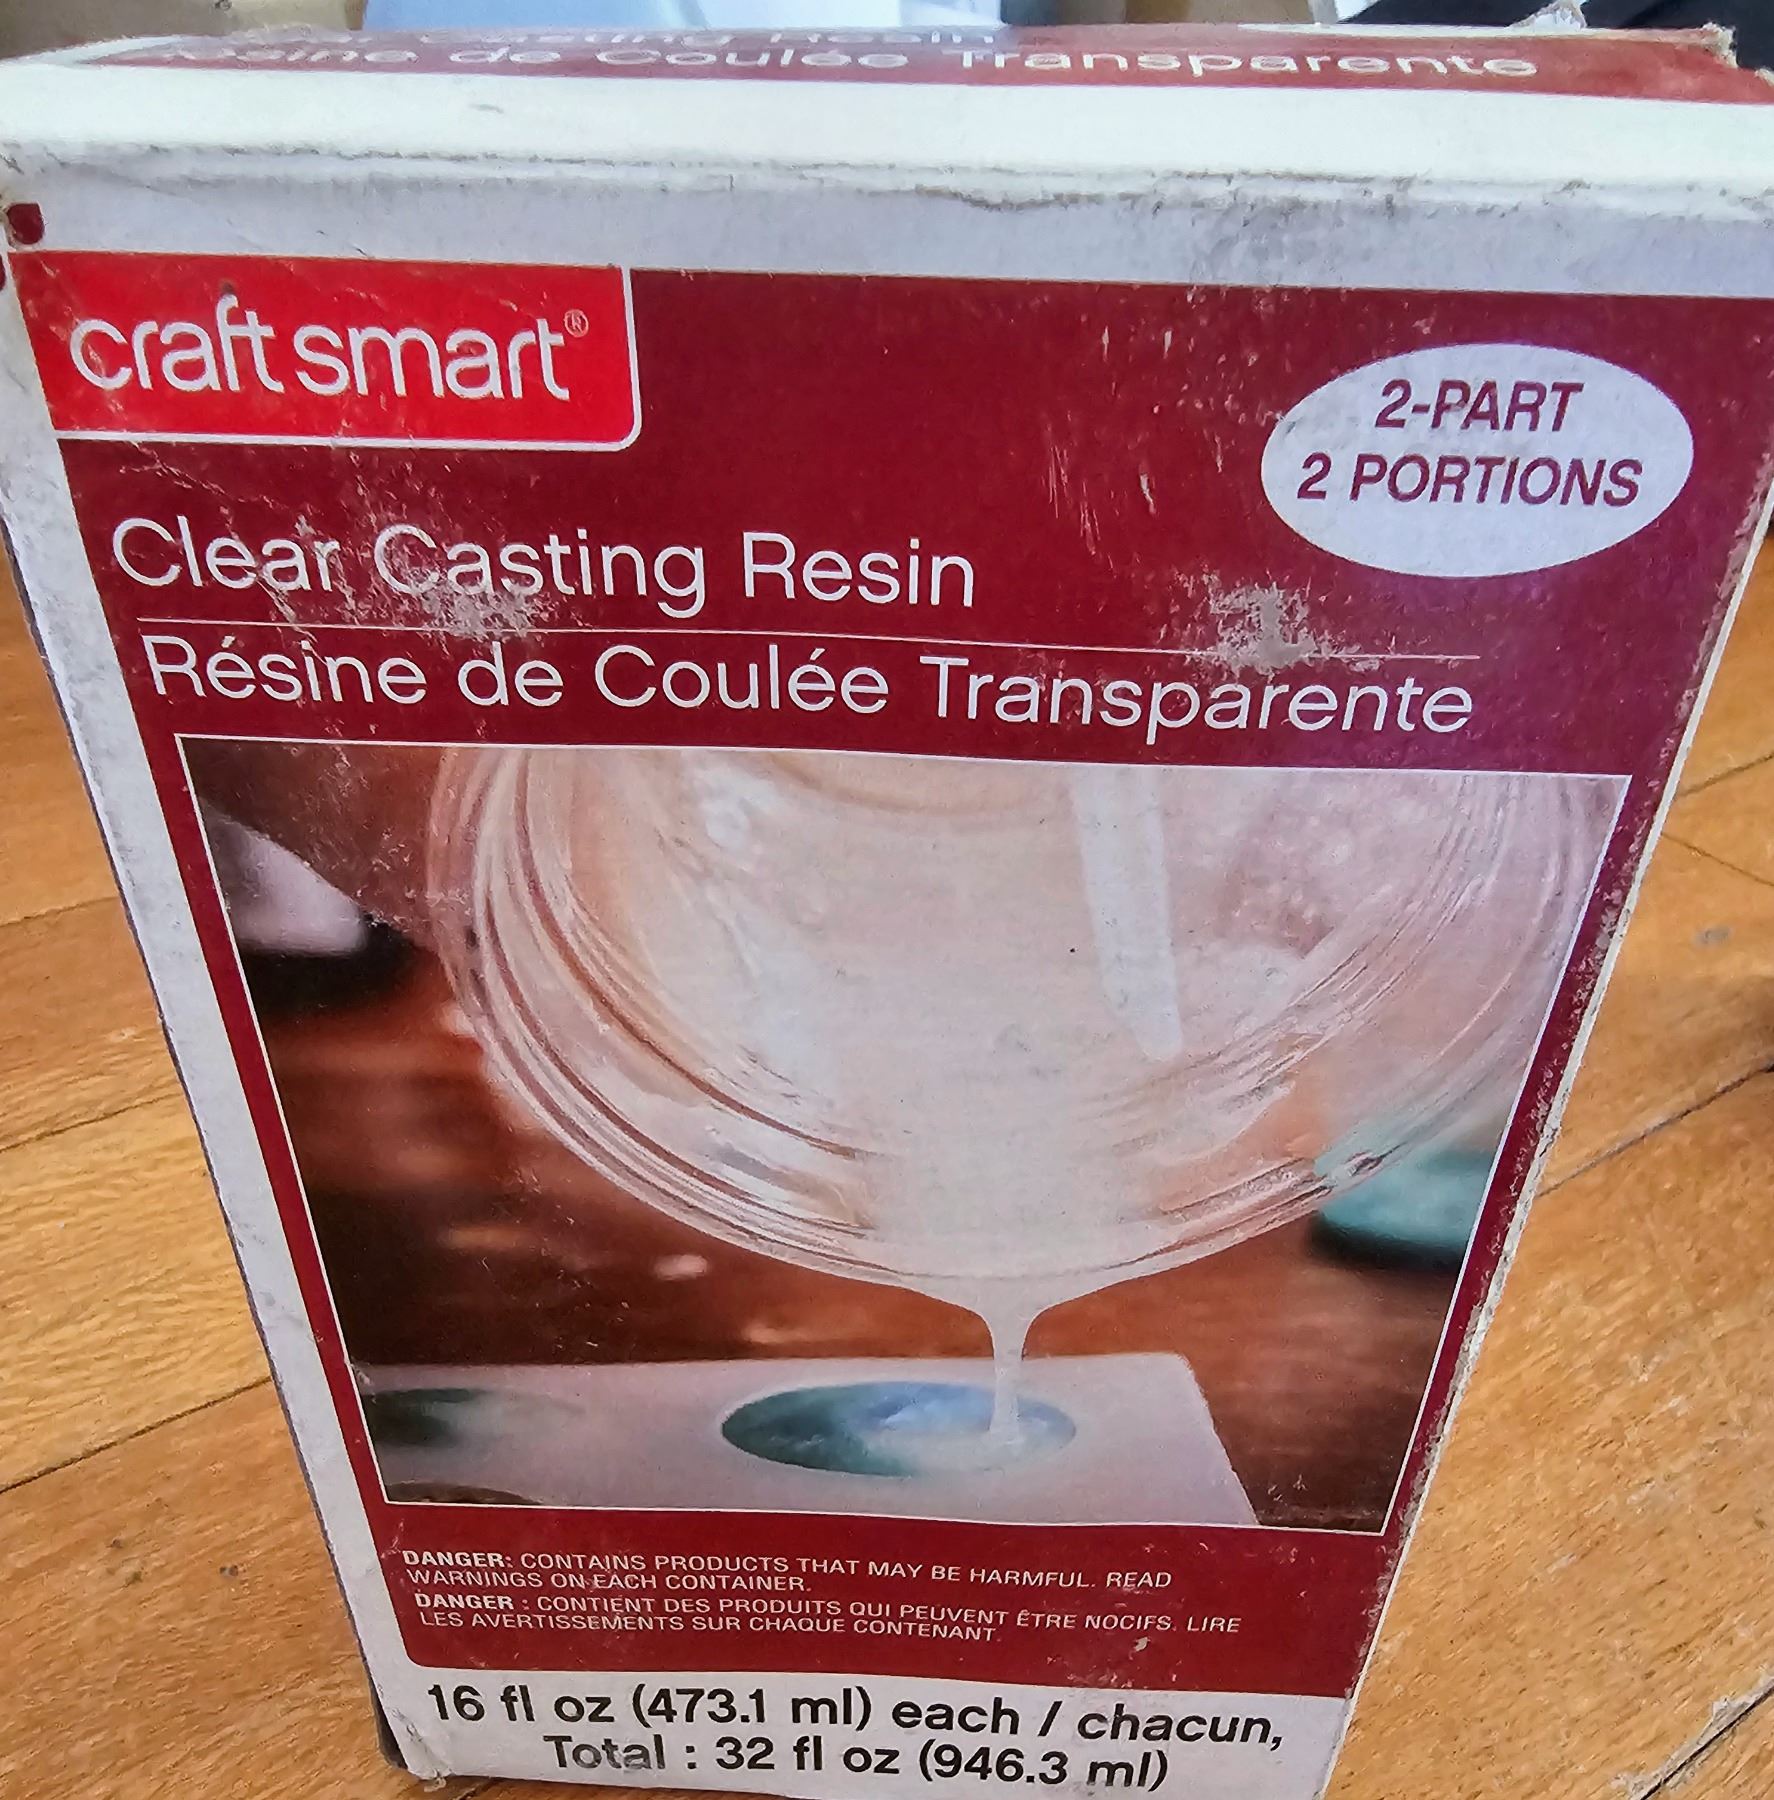 de Coulée Transparente
craft smart®
2-PART
2 PORTIONS
Clear Casting Resin
Résine de Coulée Transparente
DANGER: CONTAINS PRODUCTS THAT MAY BE HARMFUL. READ
WARNINGS ON EACH CONTAINER.
DANGER : CONTIENT DES PRODUITS QUI PEUVENT ÊTRE NOCIFS. LIRE
LES AVERTISSEMENTS SUR CHAQUE CONTENANT.
16 fl oz (473.1 ml) each / chacun,
Total : 32 fl oz (946.3 ml)